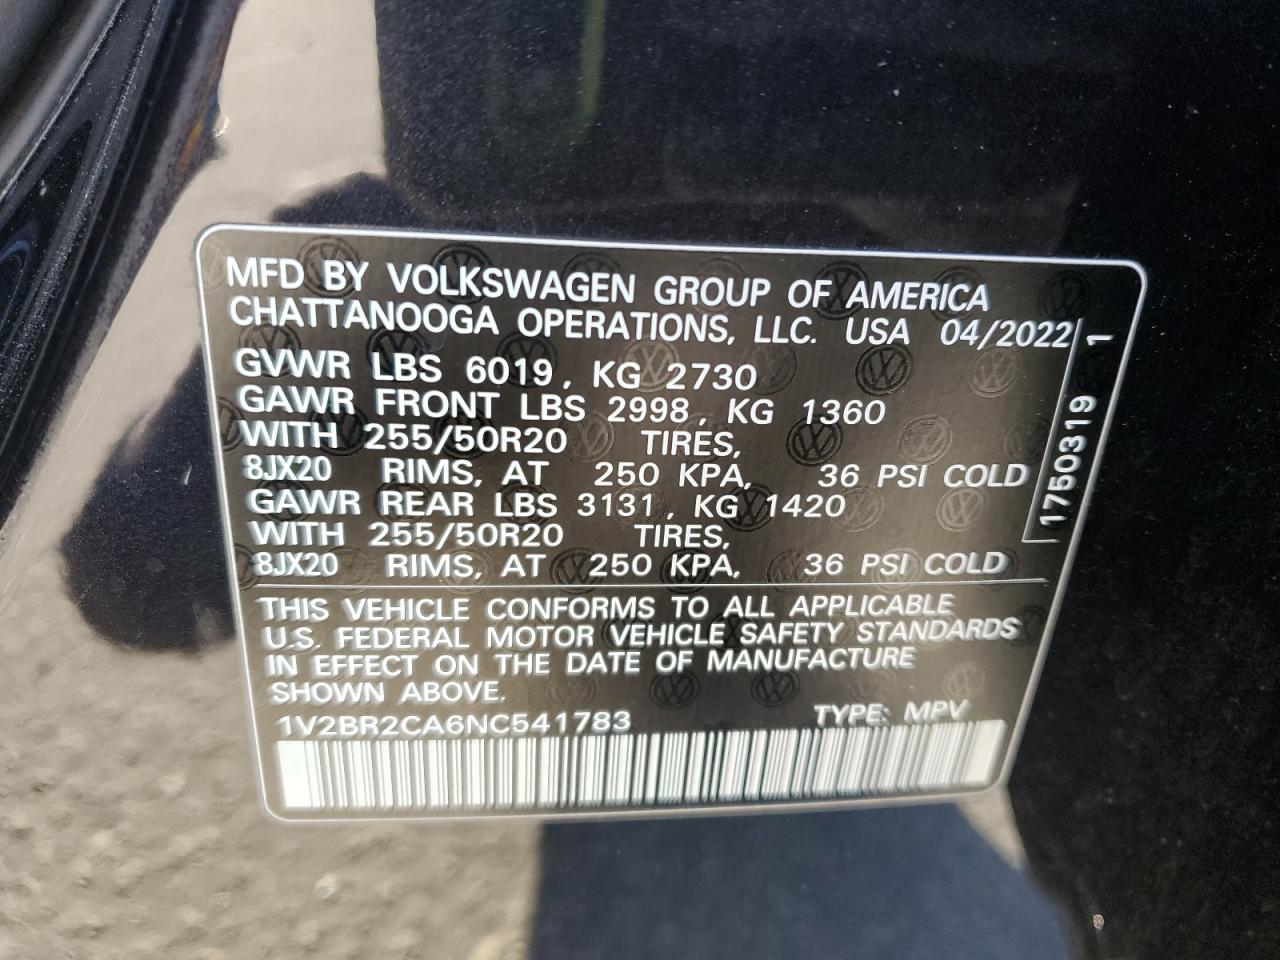 MFD BY VOLKSWAGEN GROUP OF AMERICA
CHATTANOOGA OPERATIONS, LLC. USA 04/2022
GVWR LBS 6019, KG 2730
GAWR FRONT LBS 2998, KG 1360
WITH 255/50R20 TIRES,
8JX20 RIMS, AT 250 KPA, 36 PSI COLD
GAWR REAR LBS 3131, KG 1420
WITH 255/50R20 TIRES,
8JX20 RIMS, AT 250 KPA, 36 PSI COLD
1750319 1
THIS VEHICLE CONFORMS TO ALL APPLICABLE
U.S. FEDERAL MOTOR VEHICLE SAFETY STANDARDS
IN EFFECT ON THE DATE OF MANUFACTURE
SHOWN ABOVE.
1V2BR2CA6NC541783 TYPE: MPV